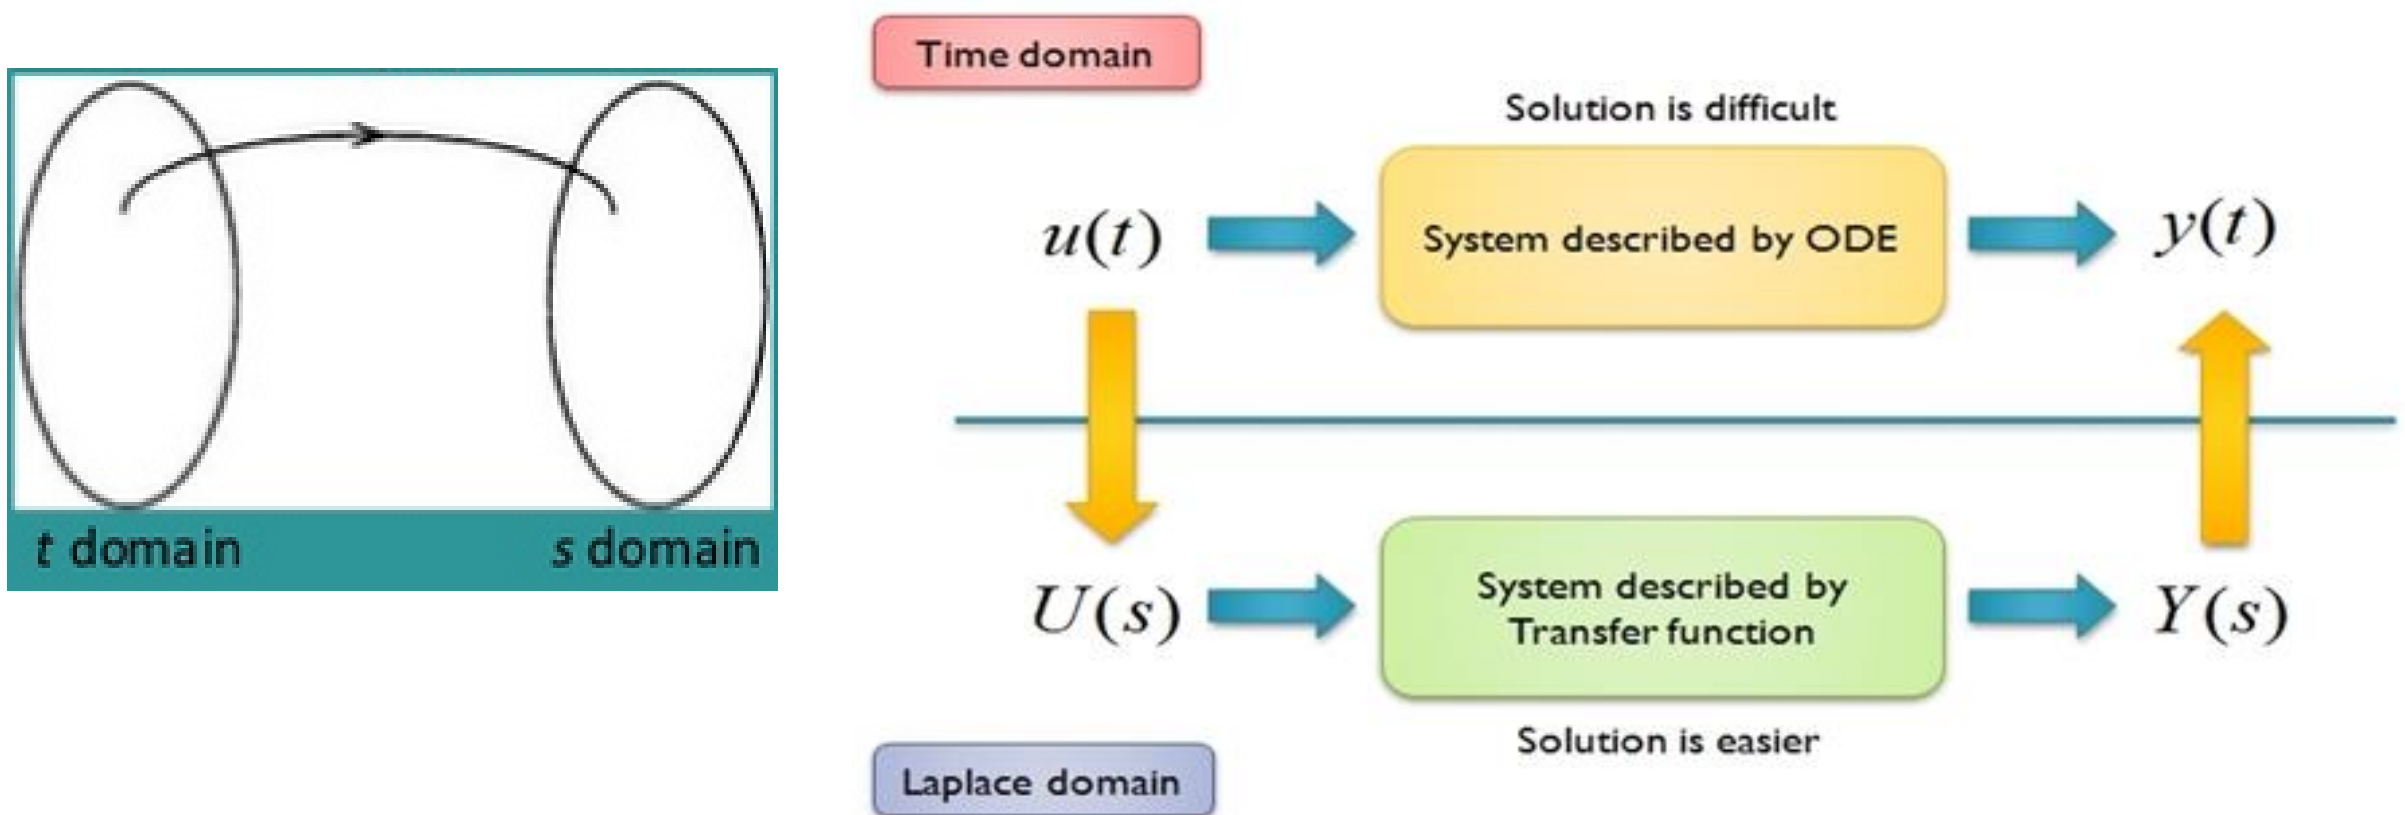 t domain
s domain
Time domain
Solution is difficult
u(t)
System described by ODE
y(t)
U(s)
System described by
Transfer function
Y(s)
Solution is easier
Laplace domain